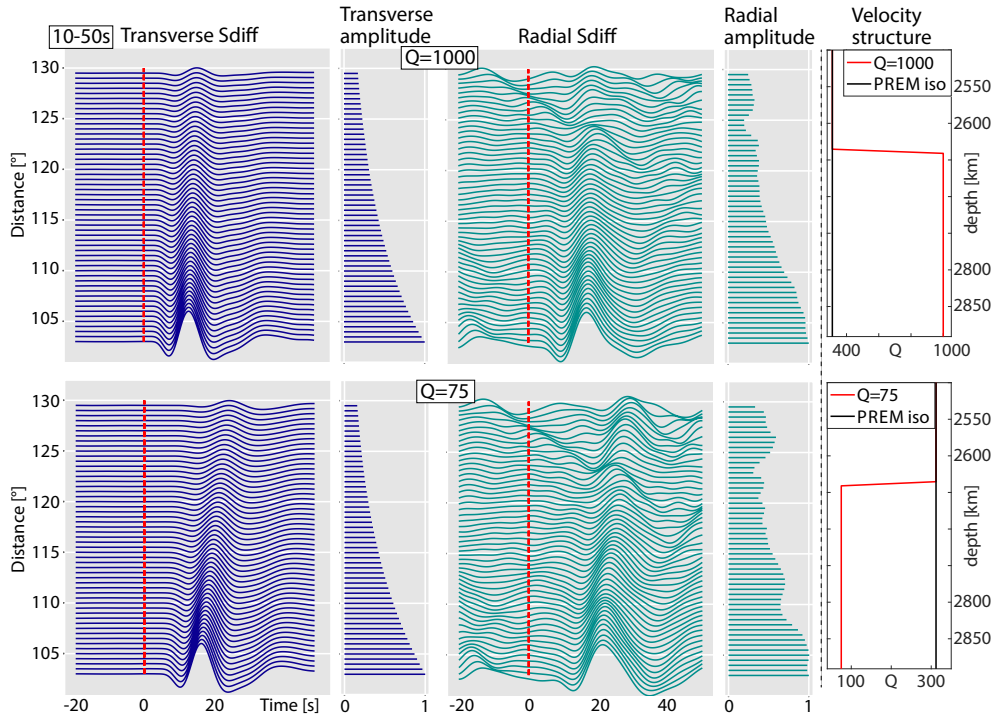 10-50s Transverse Sdiff
Transverse
amplitude
Radial Sdiff
Radial
amplitude
Velocity
structure
Q=1000
130
125
120
115
110
105
Distance [°]
Q=1000
PREM iso
2550
2600
2800
2850
depth [km]
400 Q 1000
Q=75
130
125
120
115
110
105
Distance [°]
-20 0 20 Time [s]
0 1
-20 0 20 40
0 1
Q=75
PREM iso
2550
2600
2800
2850
depth [km]
100 Q 300